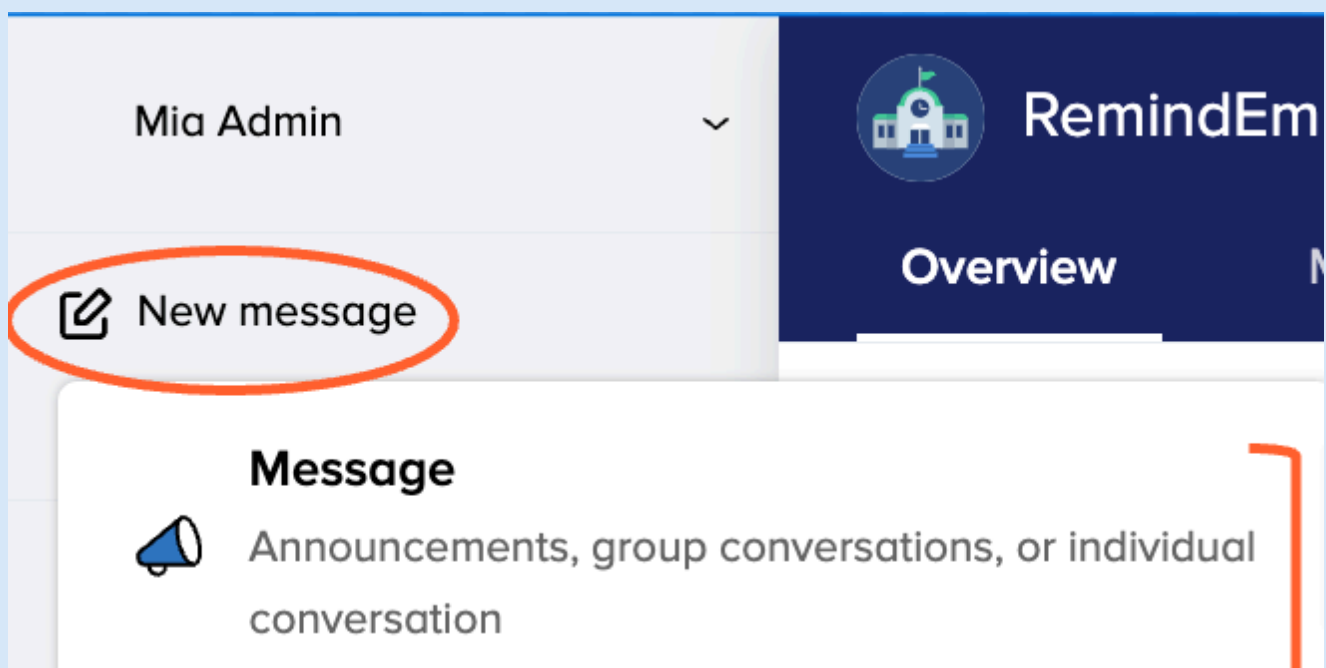 Mia Admin
RemindEm
Overview
New message
Message
Announcements, group conversations, or individual
conversation